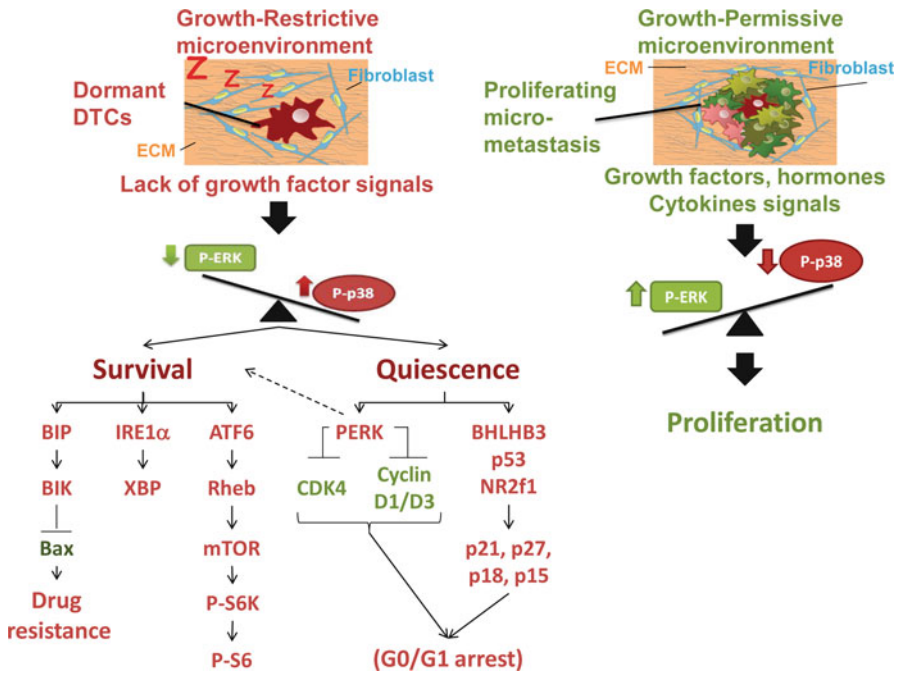 Growth-Restrictive
microenvironment
Z
Z
Z
Fibroblast
Dormant
DTCs
ECM
Lack of growth factor signals
P-ERK
P-p38
Survival
Quiescence
BIP
IRE1α
ATF6
PERK
BHLHB3
p53
NR2f1
BIK
XBP
Rheb
CDK4
Cyclin
D1/D3
Bax
mTOR
p21, p27,
p18, p15
Drug
resistance
P-S6K
P-S6
(G0/G1 arrest)
Growth-Permissive
microenvironment
ECM
Fibroblast
Proliferating
micro-
metastasis
Growth factors, hormones
Cytokines signals
P-p38
P-ERK
Proliferation